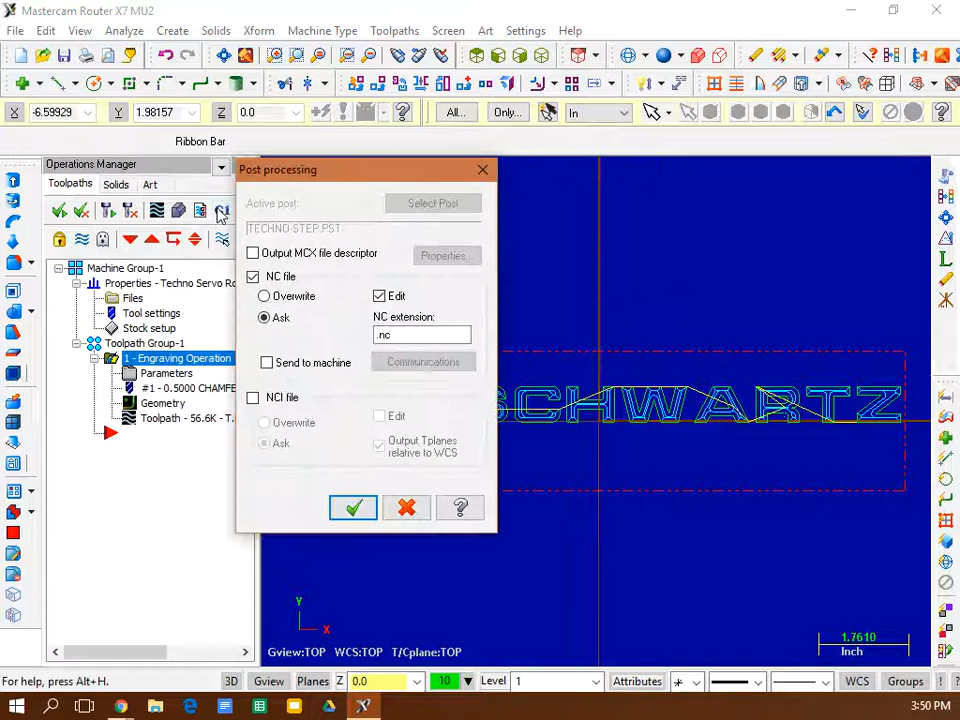 Mastercam Router X7 MU2
File Edit View Analyze Create Solids Xform Machine Type Toolpaths Screen Art Settings Help
X -6.59929 Y 1.98157 Z 0.0 All... Only... In
Ribbon Bar
Operations Manager
Toolpaths Solids Art
G1
Machine Group-1
Properties - Techno Servo Ro
Files
Tool settings
Stock setup
Toolpath Group-1
1 - Engraving Operation
Parameters
#1 - 0.5000 CHAMFE
Geometry
Toolpath - 56.6K - T.
Post processing
Active post: Select Post
TECHNO-STEP.PST
Output MCX file descriptor Properties...
NC file
Overwrite Edit
Ask NC extension:
.nc
Send to machine Communications
NCI file
Overwrite Edit
Ask Output Tplanes
relative to WCS
SCHWARTZ
Y
X
Gview:TOP WCS:TOP T/Cplane:TOP
1.7610
Inch
For help, press Alt+H. 3D Gview Planes Z 0.0 10 Level 1 Attributes WCS Groups
3:50 PM